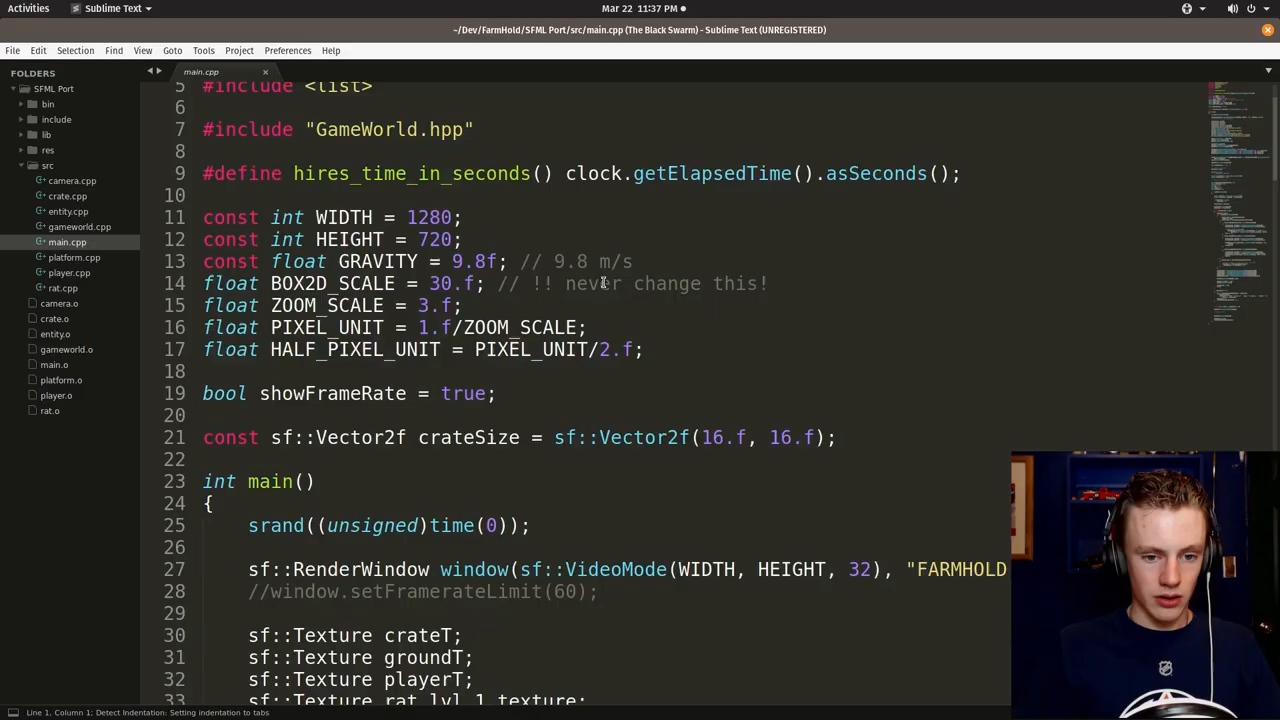 Activities
Sublime Text
Mar 22 11:37 PM
~/Dev/FarmHold/SFML Port/src/main.cpp (The Black Swarm) - Sublime Text (UNREGISTERED)
File Edit Selection Find View Goto Tools Project Preferences Help
FOLDERS
SFML Port
bin
include
lib
res
src
camera.cpp
crate.cpp
entity.cpp
gameworld.cpp
main.cpp
platform.cpp
player.cpp
rat.cpp
camera.o
crate.o
entity.o
gameworld.o
main.o
platform.o
player.o
rat.o
main.cpp
5 #include <list>
6
7 #include "GameWorld.hpp"
8
9 #define hires_time_in_seconds() clock.getElapsedTime().asSeconds();
10
11 const int WIDTH = 1280;
12 const int HEIGHT = 720;
13 const float GRAVITY = 9.8f; // 9.8 m/s
14 float BOX2D_SCALE = 30.f; // !! never change this!
15 float ZOOM_SCALE = 3.f;
16 float PIXEL_UNIT = 1.f/ZOOM_SCALE;
17 float HALF_PIXEL_UNIT = PIXEL_UNIT/2.f;
18
19 bool showFrameRate = true;
20
21 const sf::Vector2f crateSize = sf::Vector2f(16.f, 16.f);
22
23 int main()
24 {
25 srand((unsigned)time(0));
26
27 sf::RenderWindow window(sf::VideoMode(WIDTH, HEIGHT, 32), "FARMHOLD
28 //window.setFramerateLimit(60);
29
30 sf::Texture crateT;
31 sf::Texture groundT;
32 sf::Texture playerT;
33 sf::Texture rat_lvl_1_texture;
Line 1, Column 1; Detect Indentation: Setting indentation to tabs